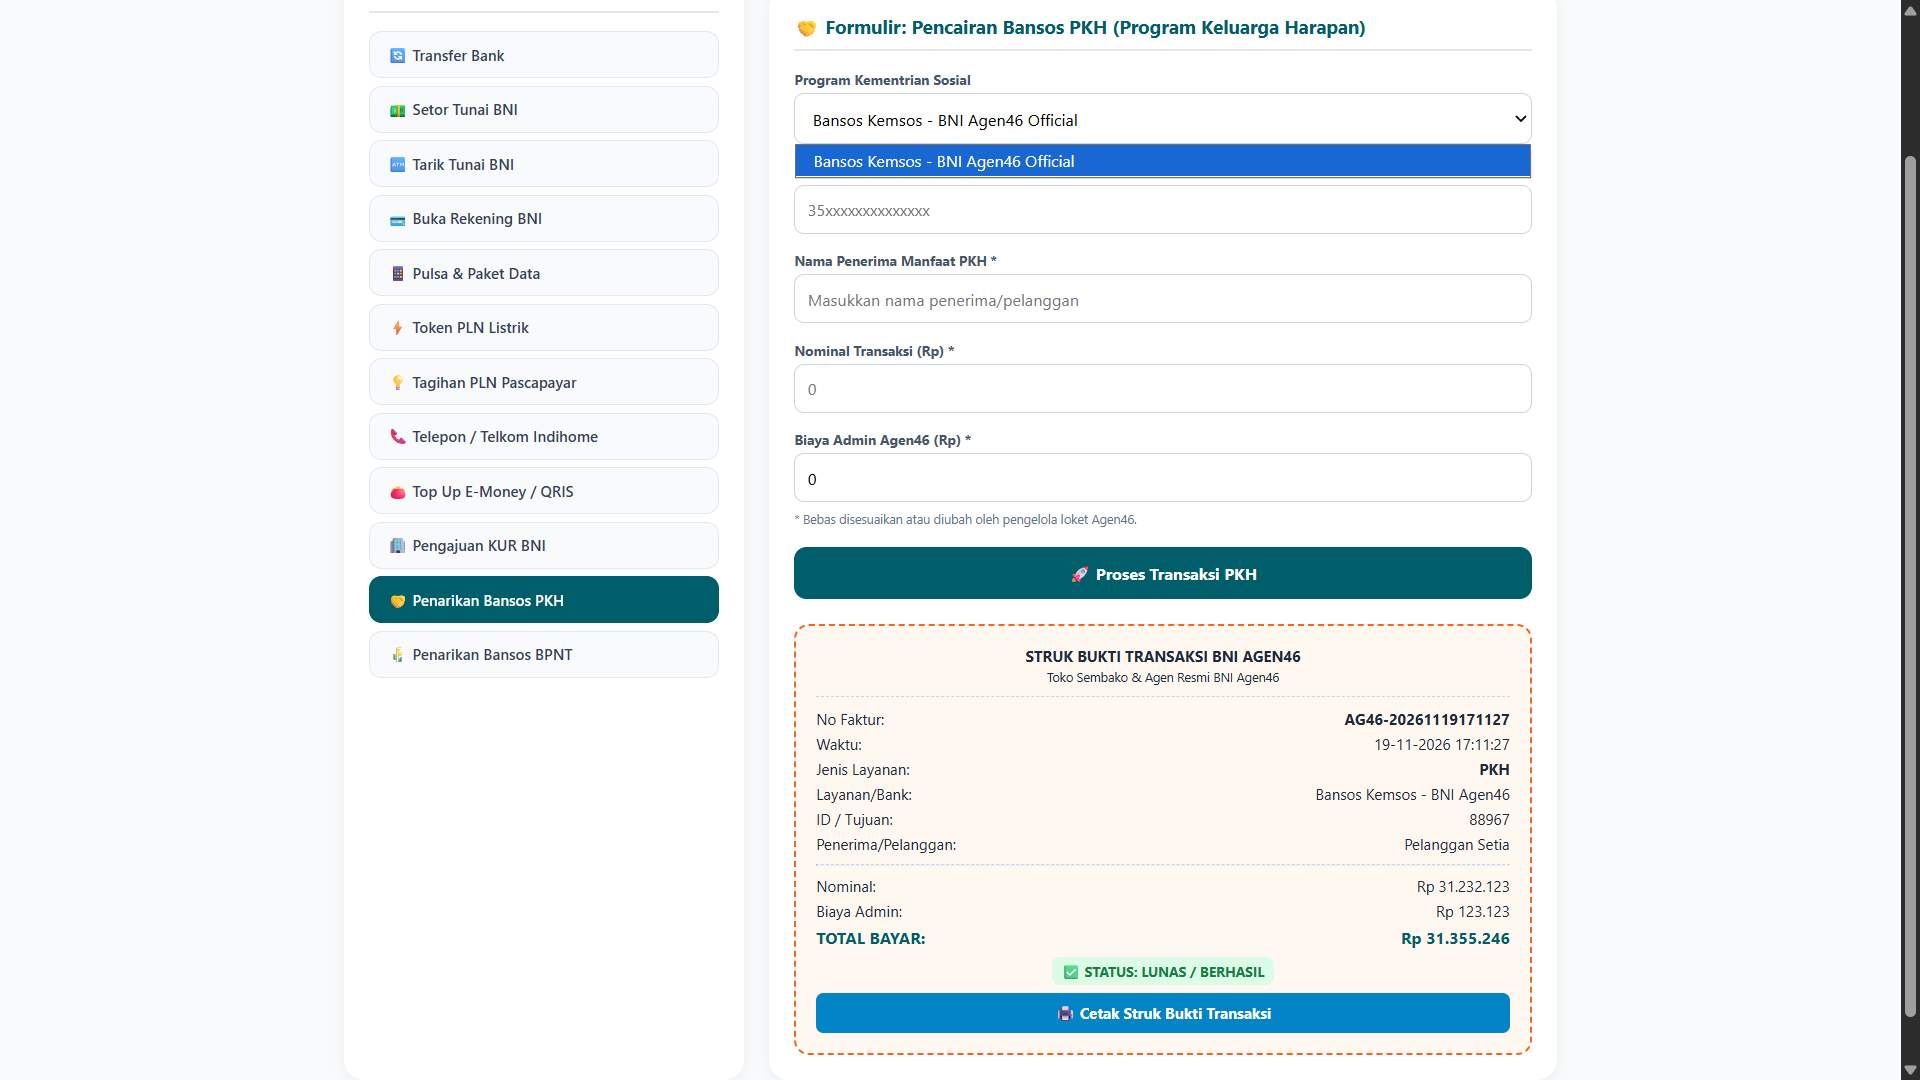 Transfer Bank
Setor Tunai BNI
Tarik Tunai BNI
Buka Rekening BNI
Pulsa & Paket Data
Token PLN Listrik
Tagihan PLN Pascapayar
Telepon / Telkom Indihome
Top Up E-Money / QRIS
Pengajuan KUR BNI
Penarikan Bansos PKH
Penarikan Bansos BPNT
Formulir: Pencairan Bansos PKH (Program Keluarga Harapan)
Program Kementrian Sosial
Bansos Kemsos - BNI Agen46 Official
Bansos Kemsos - BNI Agen46 Official
35xxxxxxxxxxxxxx
Nama Penerima Manfaat PKH *
Masukkan nama penerima/pelanggan
Nominal Transaksi (Rp) *
0
Biaya Admin Agen46 (Rp) *
0
* Bebas disesuaikan atau diubah oleh pengelola loket Agen46.
Proses Transaksi PKH
STRUK BUKTI TRANSAKSI BNI AGEN46
Toko Sembako & Agen Resmi BNI Agen46
No Faktur: AG46-20261119171127
Waktu: 19-11-2026 17:11:27
Jenis Layanan: PKH
Layanan/Bank: Bansos Kemsos - BNI Agen46
ID / Tujuan: 88967
Penerima/Pelanggan: Pelanggan Setia
Nominal: Rp 31.232.123
Biaya Admin: Rp 123.123
TOTAL BAYAR: Rp 31.355.246
STATUS: LUNAS / BERHASIL
Cetak Struk Bukti Transaksi